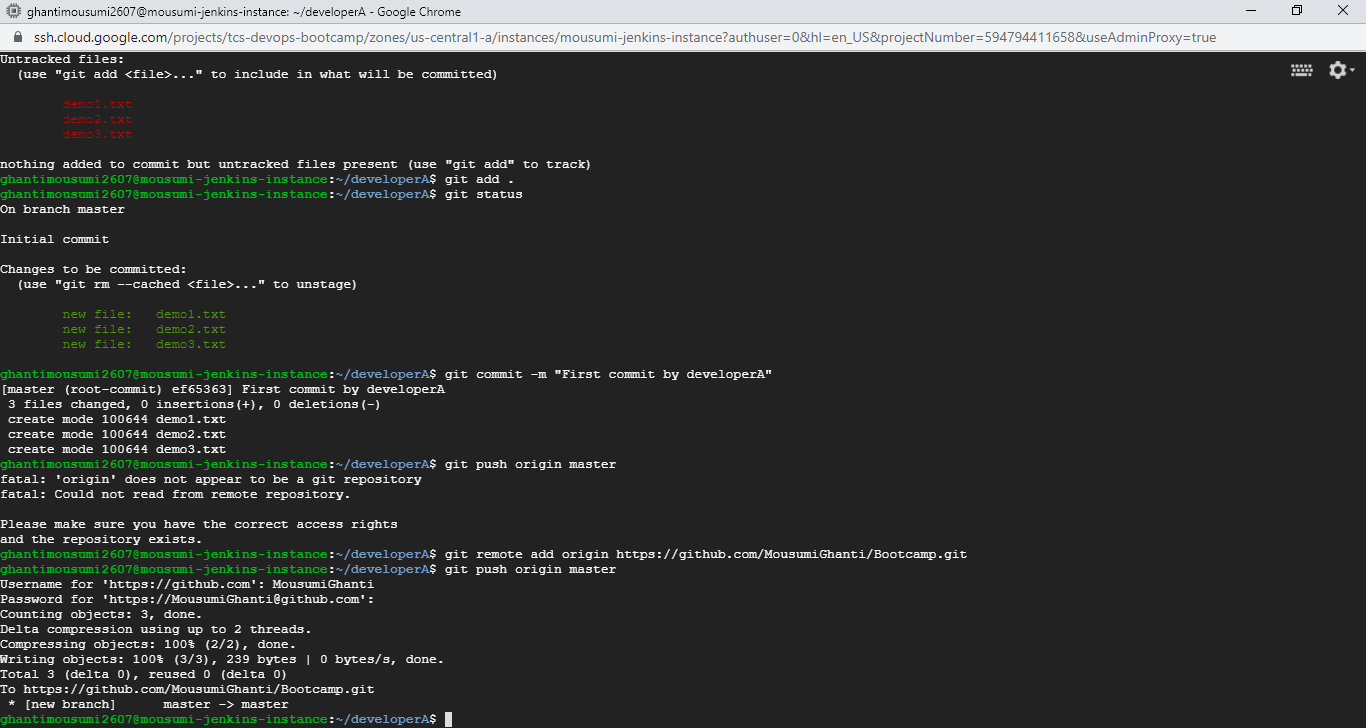 ghantimousumi2607@mousumi-jenkins-instance: ~/developerA - Google Chrome
ssh.cloud.google.com/projects/tcs-devops-bootcamp/zones/us-central1-a/instances/mousumi-jenkins-instance?authuser=0&hl=en_US&projectNumber=594794411658&useAdminProxy=true
Untracked files:
  (use "git add <file>..." to include in what will be committed)
        demo1.txt
        demo2.txt
        demo3.txt
nothing added to commit but untracked files present (use "git add" to track)
ghantimousumi2607@mousumi-jenkins-instance:~/developerA$ git add .
ghantimousumi2607@mousumi-jenkins-instance:~/developerA$ git status
On branch master
Initial commit
Changes to be committed:
  (use "git rm --cached <file>..." to unstage)
        new file:   demo1.txt
        new file:   demo2.txt
        new file:   demo3.txt
ghantimousumi2607@mousumi-jenkins-instance:~/developerA$ git commit -m "First commit by developerA"
[master (root-commit) ef65363] First commit by developerA
 3 files changed, 0 insertions(+), 0 deletions(-)
 create mode 100644 demo1.txt
 create mode 100644 demo2.txt
 create mode 100644 demo3.txt
ghantimousumi2607@mousumi-jenkins-instance:~/developerA$ git push origin master
fatal: 'origin' does not appear to be a git repository
fatal: Could not read from remote repository.
Please make sure you have the correct access rights
and the repository exists.
ghantimousumi2607@mousumi-jenkins-instance:~/developerA$ git remote add origin https://github.com/MousumiGhanti/Bootcamp.git
ghantimousumi2607@mousumi-jenkins-instance:~/developerA$ git push origin master
Username for 'https://github.com': MousumiGhanti
Password for 'https://MousumiGhanti@github.com':
Counting objects: 3, done.
Delta compression using up to 2 threads.
Compressing objects: 100% (2/2), done.
Writing objects: 100% (3/3), 239 bytes | 0 bytes/s, done.
Total 3 (delta 0), reused 0 (delta 0)
To https://github.com/MousumiGhanti/Bootcamp.git
 * [new branch]      master -> master
ghantimousumi2607@mousumi-jenkins-instance:~/developerA$